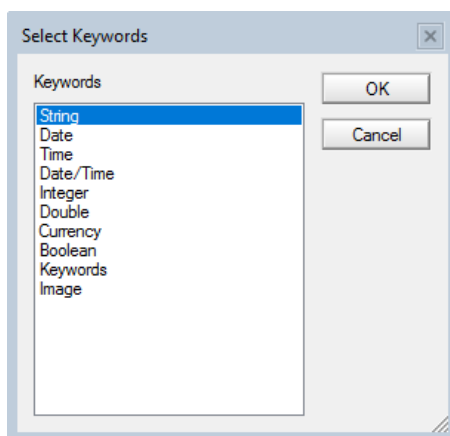 Select Keywords
Keywords
OK
Cancel
String
Date
Time
Date/Time
Integer
Double
Currency
Boolean
Keywords
Image